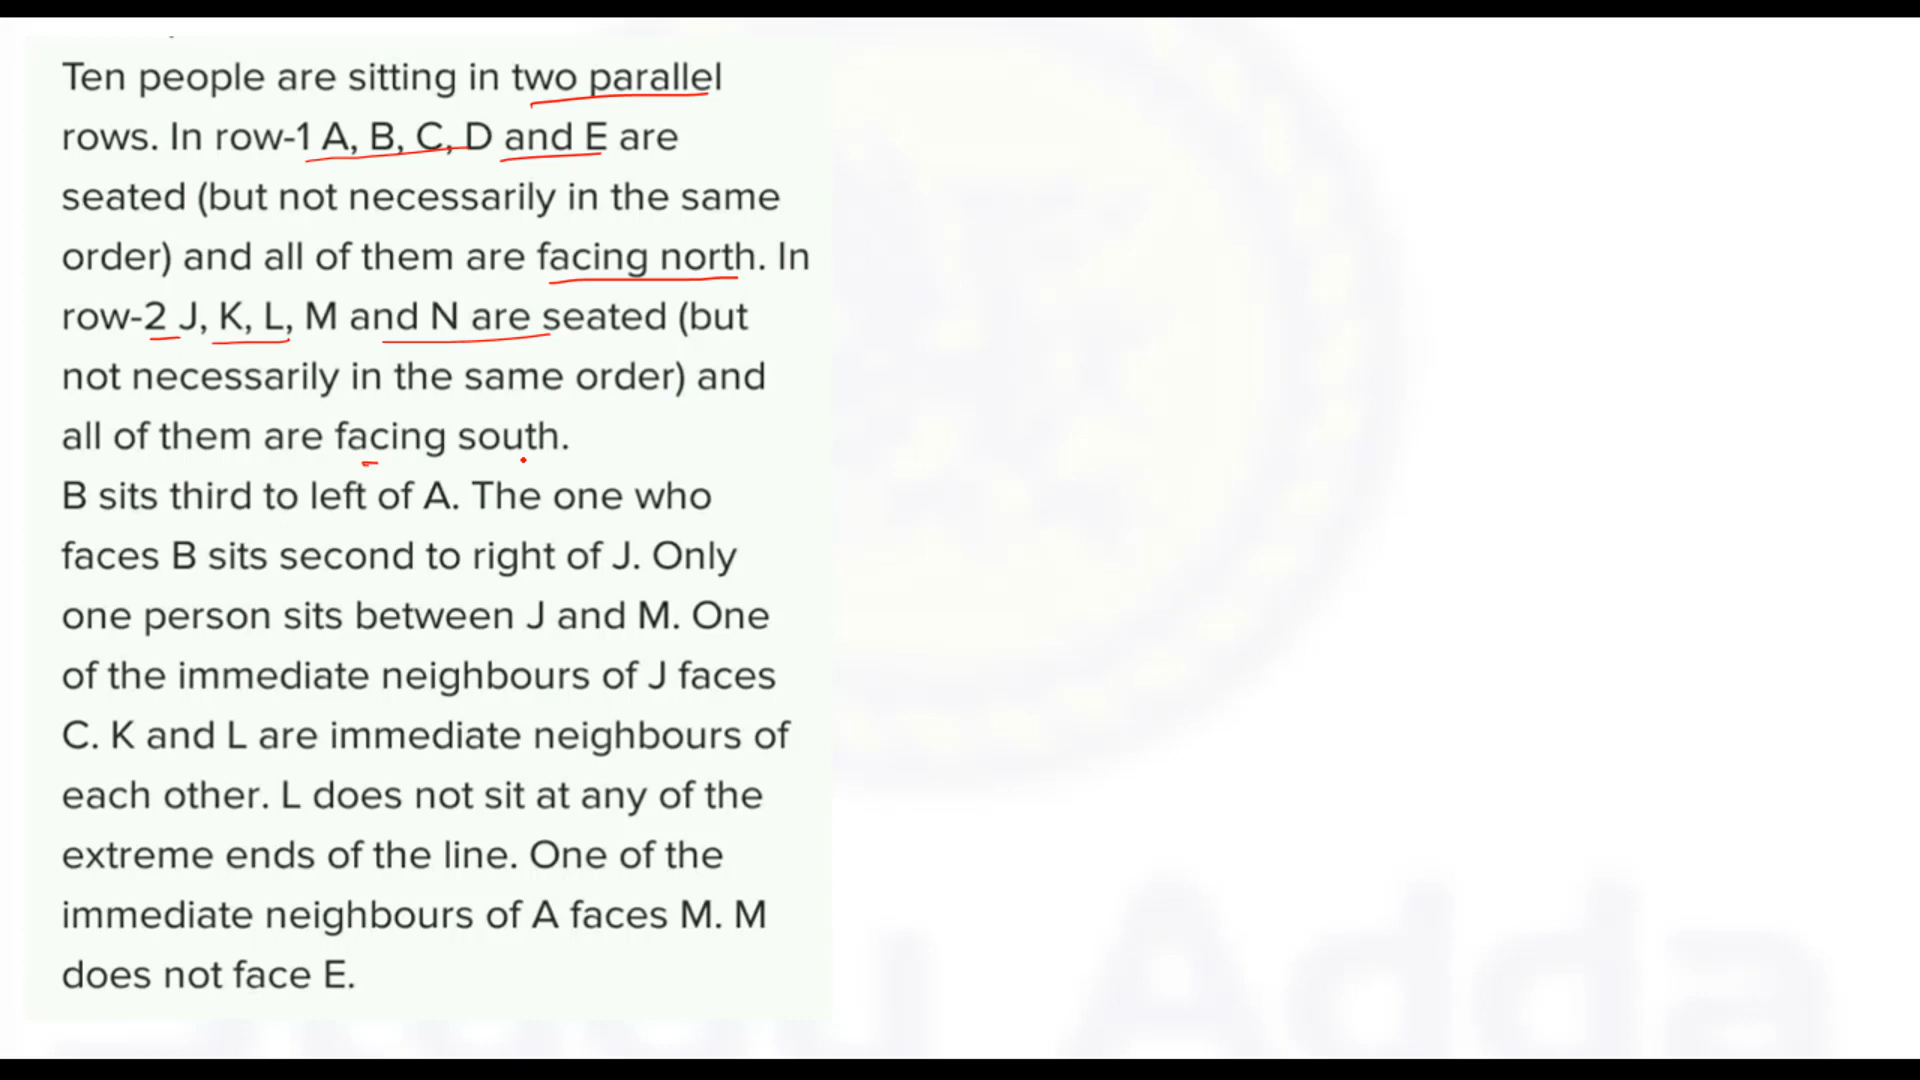 Ten people are sitting in two parallel
rows. In row-1 A, B, C, D and E are
seated (but not necessarily in the same
order) and all of them are facing north. In
row-2 J, K, L, M and N are seated (but
not necessarily in the same order) and
all of them are facing south.
B sits third to left of A. The one who
faces B sits second to right of J. Only
one person sits between J and M. One
of the immediate neighbours of J faces
C. K and L are immediate neighbours of
each other. L does not sit at any of the
extreme ends of the line. One of the
immediate neighbours of A faces M. M
does not face E.
Adda